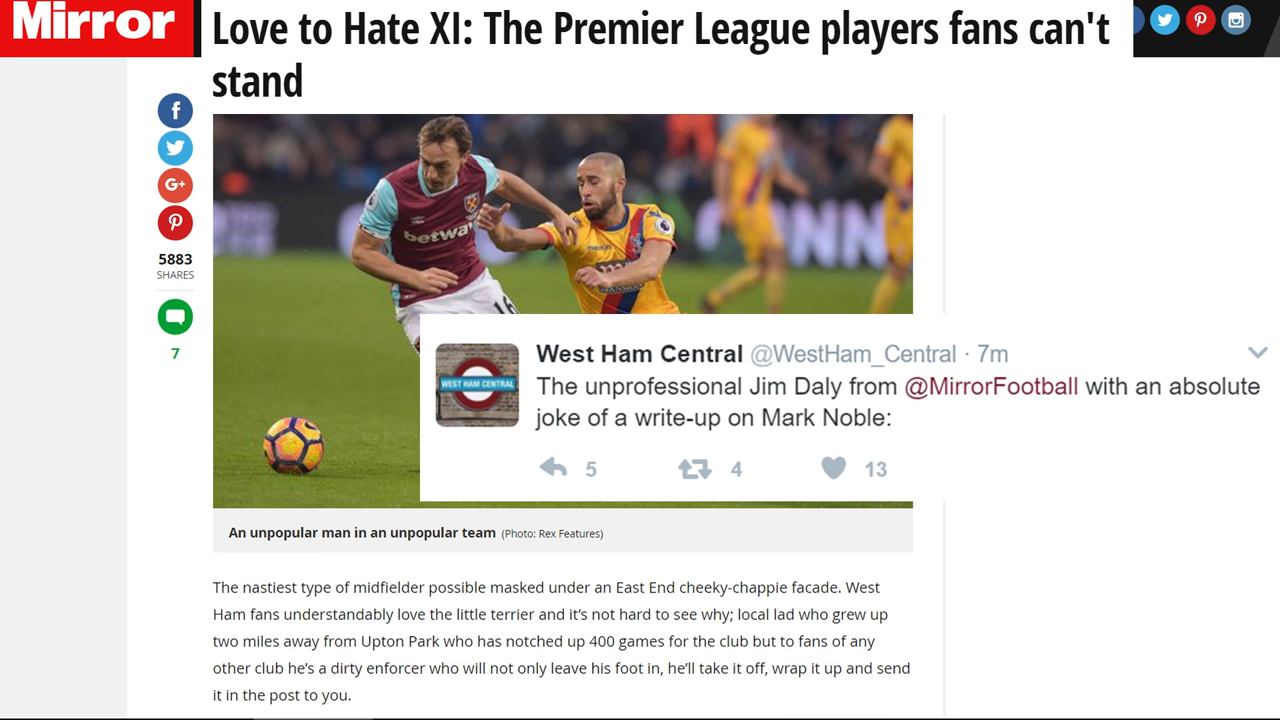 Mirror
Love to Hate XI: The Premier League players fans can't
stand
5883
SHARES
7
betway
16
West Ham Central @WestHam_Central · 7m
WEST HAM CENTRAL
The unprofessional Jim Daly from @MirrorFootball with an absolute
joke of a write-up on Mark Noble:
5 4 13
An unpopular man in an unpopular team (Photo: Rex Features)
The nastiest type of midfielder possible masked under an East End cheeky-chappie facade. West
Ham fans understandably love the little terrier and it's not hard to see why; local lad who grew up
two miles away from Upton Park who has notched up 400 games for the club but to fans of any
other club he's a dirty enforcer who will not only leave his foot in, he'll take it off, wrap it up and send
it in the post to you.